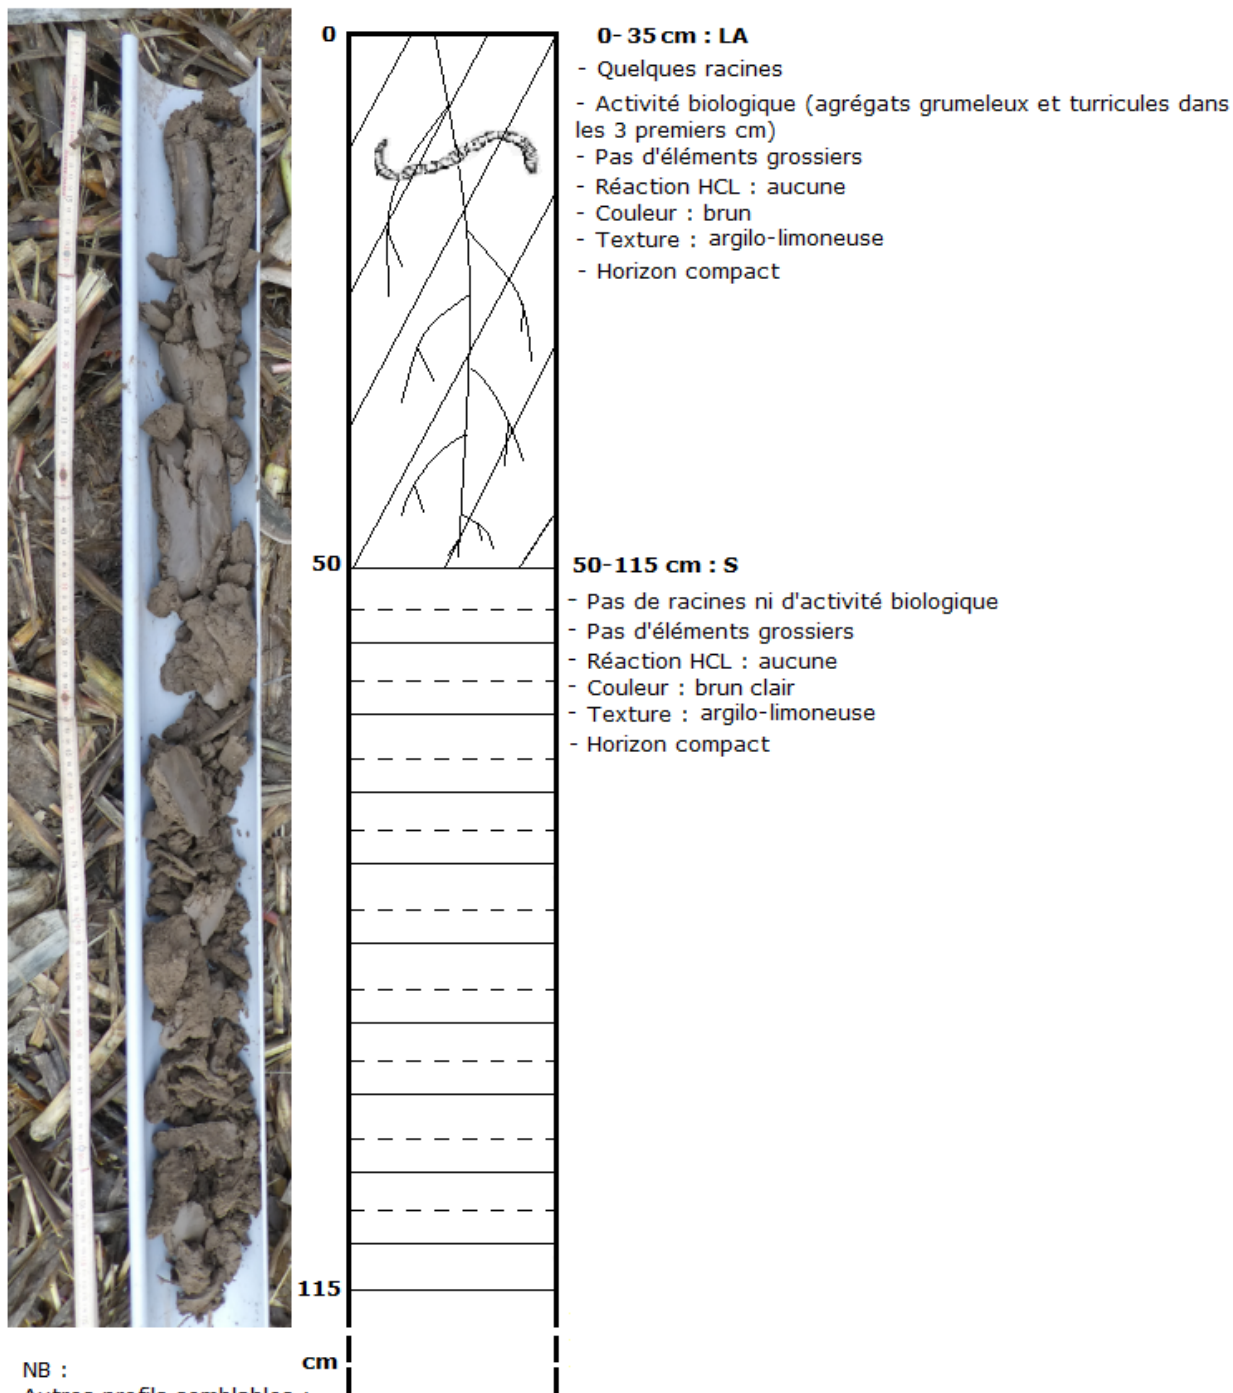 0
0-35 cm : LA
- Quelques racines
- Activité biologique (agrégats grumeleux et turricules dans
les 3 premiers cm)
- Pas d'éléments grossiers
- Réaction HCL : aucune
- Couleur : brun
- Texture : argilo-limoneuse
- Horizon compact
50
50-115 cm : S
- Pas de racines ni d'activité biologique
- Pas d'éléments grossiers
- Réaction HCL : aucune
- Couleur : brun clair
- Texture : argilo-limoneuse
- Horizon compact
115
cm
NB :
Autres profils semblables :